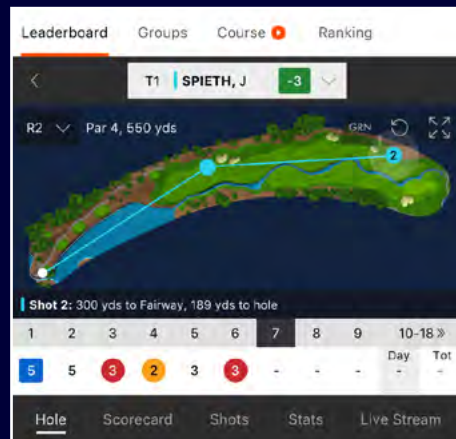 Leaderboard Groups Course Ranking
T1 SPIETH, J -3
R2 Par 4, 550 yds GRN
2
Shot 2: 300 yds to Fairway, 189 yds to hole
1 2 3 4 5 6 7 8 9 10-18 »
Day Tot
5 5 3 2 3 3 - - - - -
Hole Scorecard Shots Stats Live Stream